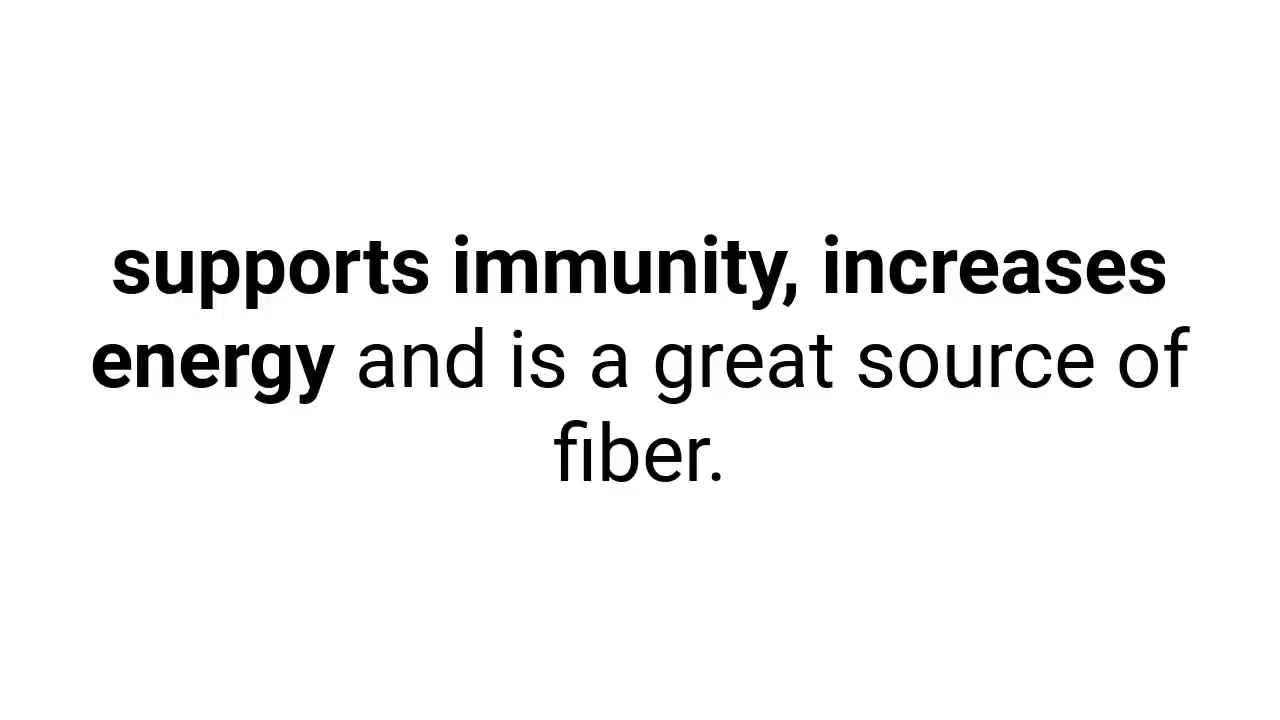 supports immunity, increases
energy and is a great source of
fiber.